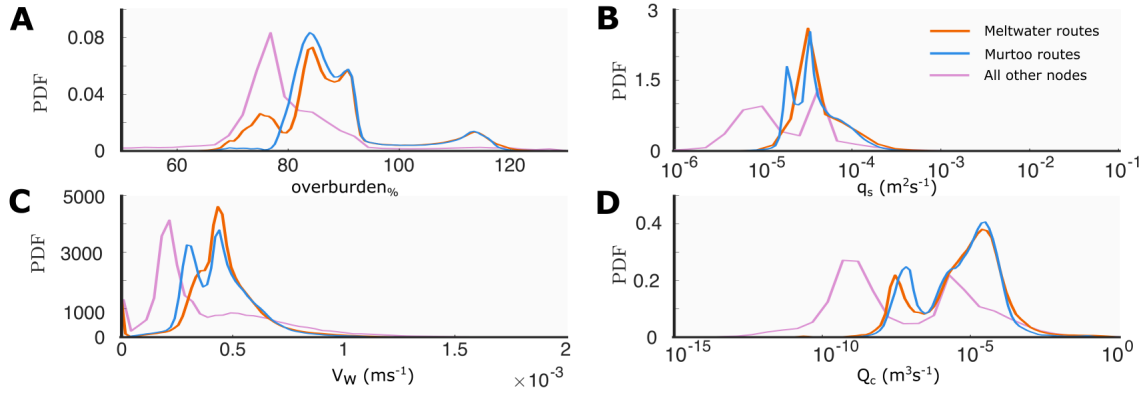 A
PDF
0.08
0.04
0
60
80
100
120
overburden%
B
PDF
3
1.5
0
Meltwater routes
Murtoo routes
All other nodes
10⁻⁶
10⁻⁵
10⁻⁴
10⁻³
10⁻²
10⁻¹
qₛ (m²s⁻¹)
C
PDF
5000
3000
1000
0
0
0.5
1
1.5
2
V_W (ms⁻¹)
×10⁻³
D
PDF
0.4
0.2
0
10⁻¹⁵
10⁻¹⁰
10⁻⁵
10⁰
Q_c (m³s⁻¹)